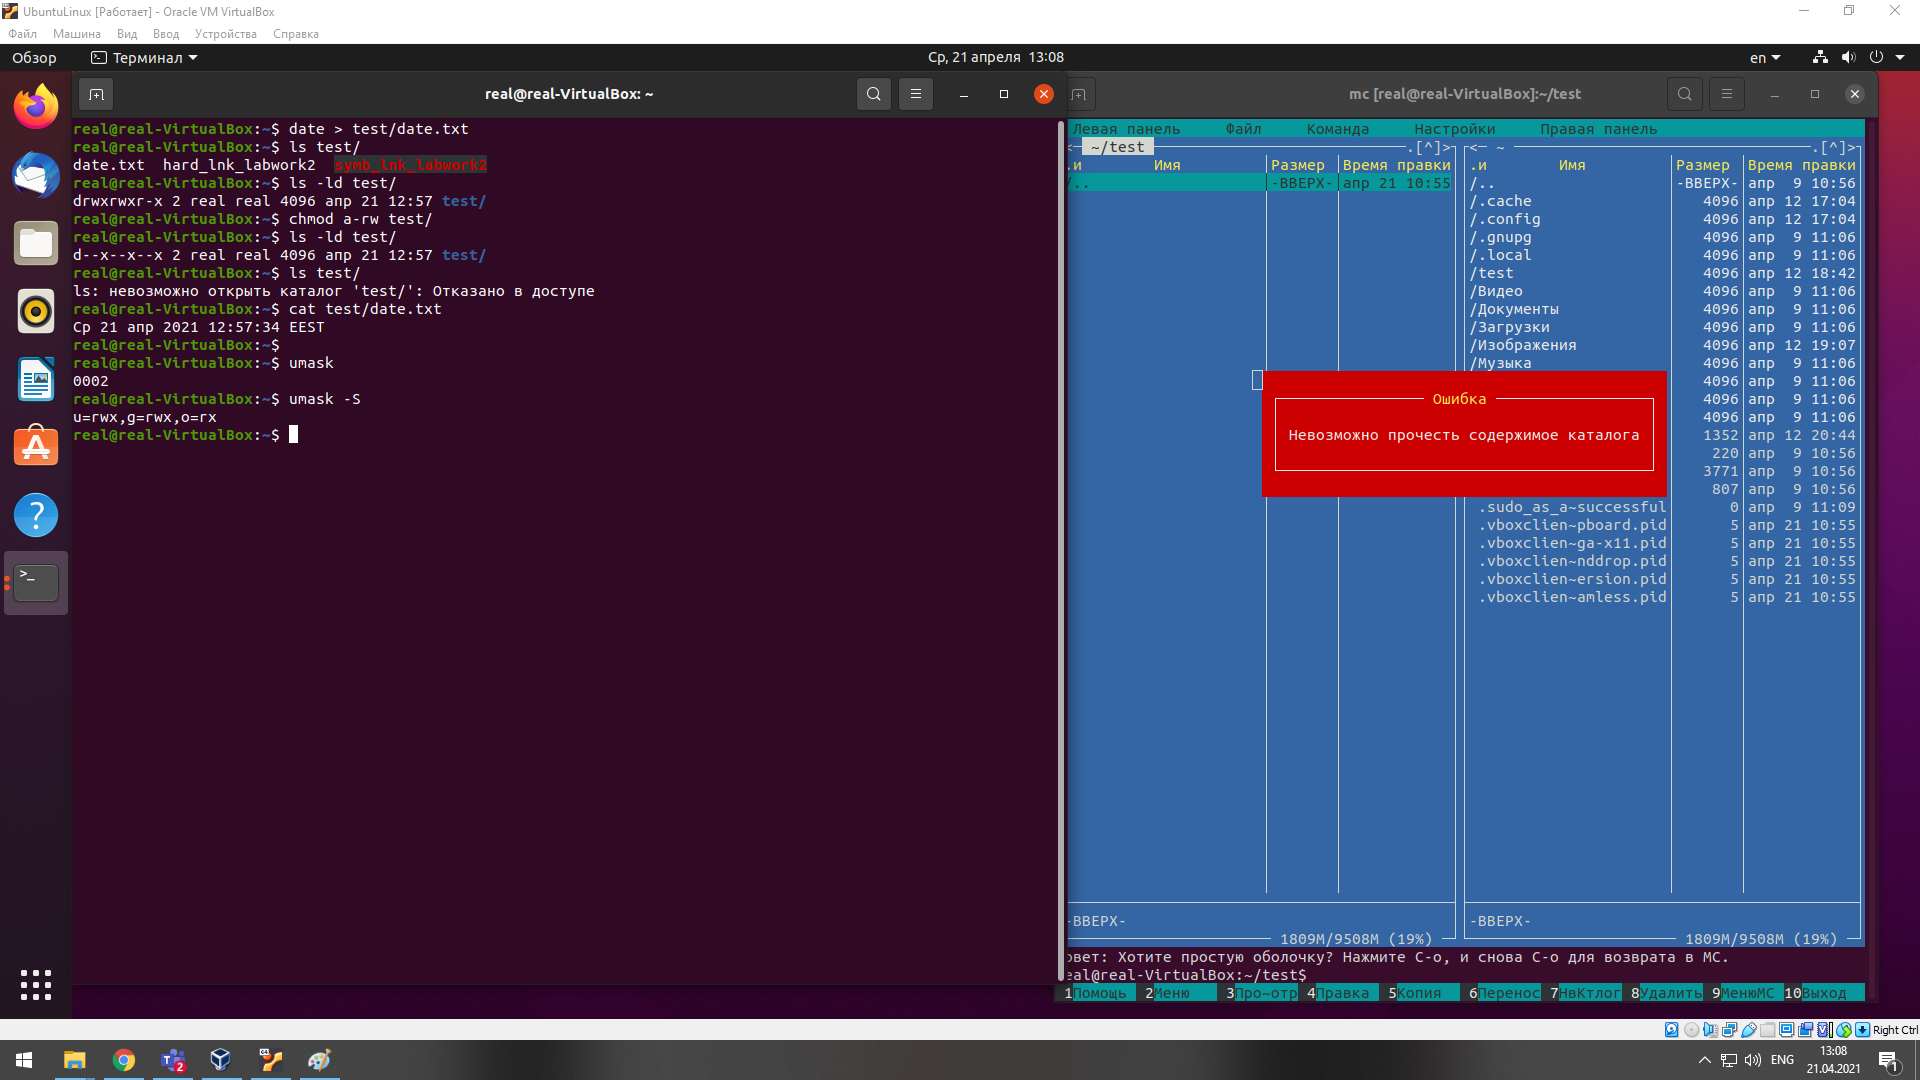 UbuntuLinux [Работает] - Oracle VM VirtualBox
Файл Машина Вид Ввод Устройства Справка
Обзор Терминал Ср, 21 апреля 13:08 en
real@real-VirtualBox: ~
real@real-VirtualBox:~$ date > test/date.txt
real@real-VirtualBox:~$ ls test/
date.txt hard_lnk_labwork2 symb_lnk_labwork2
real@real-VirtualBox:~$ ls -ld test/
drwxrwxr-x 2 real real 4096 апр 21 12:57 test/
real@real-VirtualBox:~$ chmod a-rw test/
real@real-VirtualBox:~$ ls -ld test/
d--x--x--x 2 real real 4096 апр 21 12:57 test/
real@real-VirtualBox:~$ ls test/
ls: невозможно открыть каталог 'test/': Отказано в доступе
real@real-VirtualBox:~$ cat test/date.txt
Ср 21 апр 2021 12:57:34 EEST
real@real-VirtualBox:~$
real@real-VirtualBox:~$ umask
0002
real@real-VirtualBox:~$ umask -S
u=rwx,g=rwx,o=rx
real@real-VirtualBox:~$
mc [real@real-VirtualBox]:~/test
Левая панель Файл Команда Настройки Правая панель
<─ ~/test .[^]>
.и Имя Размер Время правки
/.. -ВВЕРХ- апр 21 10:55
-ВВЕРХ-
1809M/9508M (19%)
<─ ~ .[^]>
.и Имя Размер Время правки
/.. -ВВЕРХ- апр 9 10:56
/.cache 4096 апр 12 17:04
/.config 4096 апр 12 17:04
/.gnupg 4096 апр 9 11:06
/.local 4096 апр 9 11:06
/test 4096 апр 12 18:42
/Видео 4096 апр 9 11:06
/Документы 4096 апр 9 11:06
/Загрузки 4096 апр 9 11:06
/Изображения 4096 апр 12 19:07
/Музыка 4096 апр 9 11:06
4096 апр 9 11:06
4096 апр 9 11:06
4096 апр 9 11:06
1352 апр 12 20:44
220 апр 9 10:56
3771 апр 9 10:56
807 апр 9 10:56
.sudo_as_a~successful 0 апр 9 11:09
.vboxclien~pboard.pid 5 апр 21 10:55
.vboxclien~ga-x11.pid 5 апр 21 10:55
.vboxclien~nddrop.pid 5 апр 21 10:55
.vboxclien~ersion.pid 5 апр 21 10:55
.vboxclien~amless.pid 5 апр 21 10:55
-ВВЕРХ-
1809M/9508M (19%)
Ошибка
Невозможно прочесть содержимое каталога
овет: Хотите простую оболочку? Нажмите C-o, и снова C-o для возврата в MC.
eal@real-VirtualBox:~/test$
1Помощь 2Меню 3Про~отр 4Правка 5Копия 6Перенос 7НвКтлог 8Удалить 9МенюМС 10Выход
Right Ctrl
2
ENG
13:08
21.04.2021
1